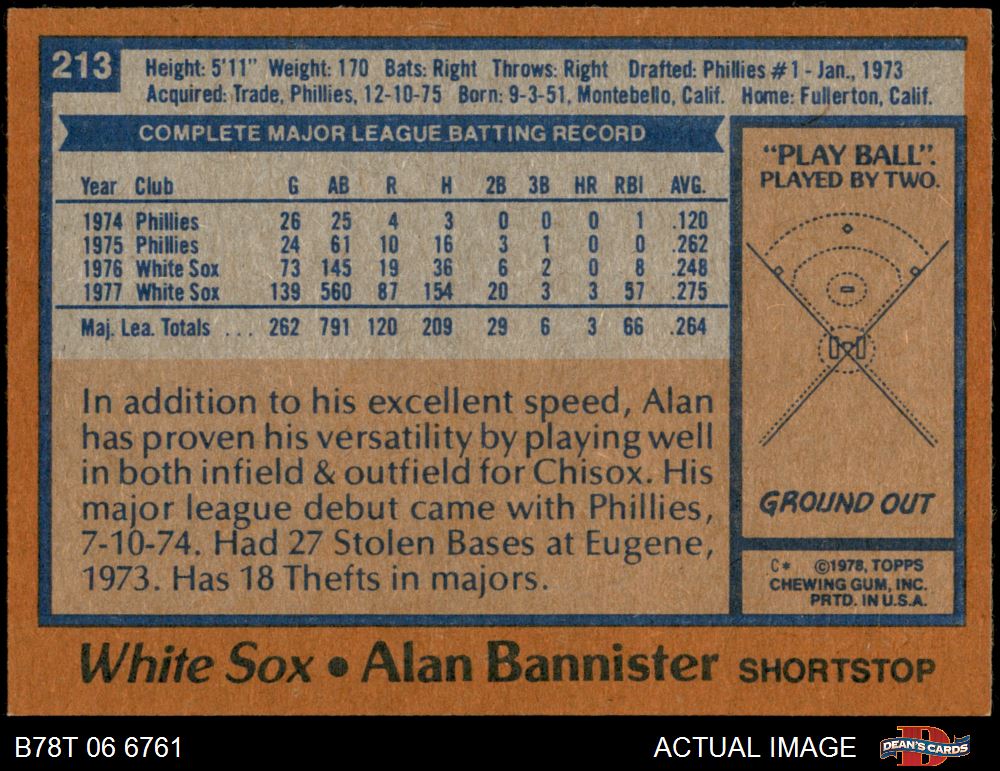 213
Height: 5'11" Weight: 170 Bats: Right Throws: Right Drafted: Phillies #1 - Jan., 1973
Acquired: Trade, Phillies, 12-10-75 Born: 9-3-51, Montebello, Calif. Home: Fullerton, Calif.
COMPLETE MAJOR LEAGUE BATTING RECORD
Year Club G AB R H 2B 3B HR RBI AVG.
1974 Phillies 26 25 4 3 0 0 0 1 .120
1975 Phillies 24 61 10 16 3 1 0 0 .262
1976 White Sox 73 145 19 36 6 2 0 8 .248
1977 White Sox 139 560 87 154 20 3 3 57 .275
Maj. Lea. Totals ... 262 791 120 209 29 6 3 66 .264
In addition to his excellent speed, Alan
has proven his versatility by playing well
in both infield & outfield for Chisox. His
major league debut came with Phillies,
7-10-74. Had 27 Stolen Bases at Eugene,
1973. Has 18 Thefts in majors.
"PLAY BALL".
PLAYED BY TWO.
GROUND OUT
C* ©1978, TOPPS
CHEWING GUM, INC.
PRTD. IN U.S.A.
White Sox • Alan Bannister SHORTSTOP
B78T 06 6761
ACTUAL IMAGE
DEAN'S CARDS